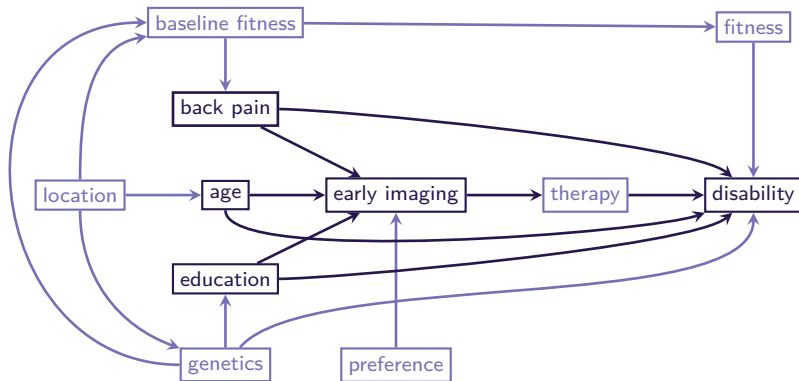 baseline fitness
fitness
back pain
location
age
early imaging
therapy
disability
education
genetics
preference